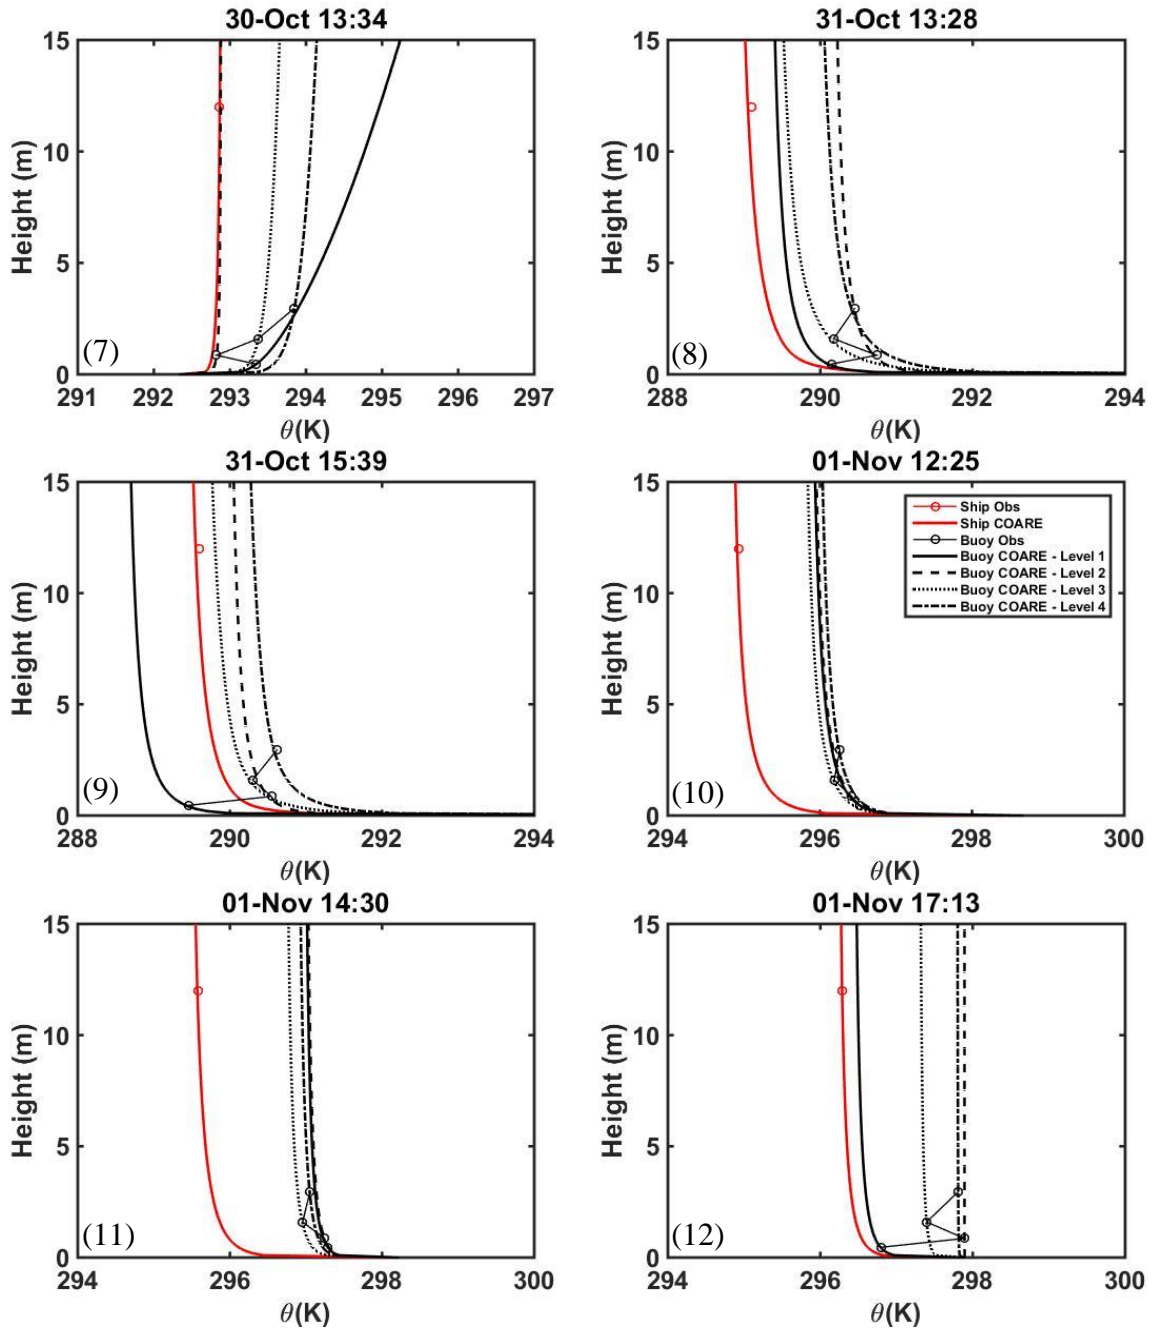 30-Oct 13:34
15
10
5
0
Height (m)
(7)
291 292 293 294 295 296 297
θ(K)
31-Oct 13:28
15
10
5
0
Height (m)
(8)
288 290 292 294
θ(K)
31-Oct 15:39
15
10
5
0
Height (m)
(9)
288 290 292 294
θ(K)
01-Nov 12:25
15
10
5
0
Height (m)
Ship Obs
Ship COARE
Buoy Obs
Buoy COARE - Level 1
Buoy COARE - Level 2
Buoy COARE - Level 3
Buoy COARE - Level 4
(10)
294 296 298 300
θ(K)
01-Nov 14:30
15
10
5
0
Height (m)
(11)
294 296 298 300
θ(K)
01-Nov 17:13
15
10
5
0
Height (m)
(12)
294 296 298 300
θ(K)